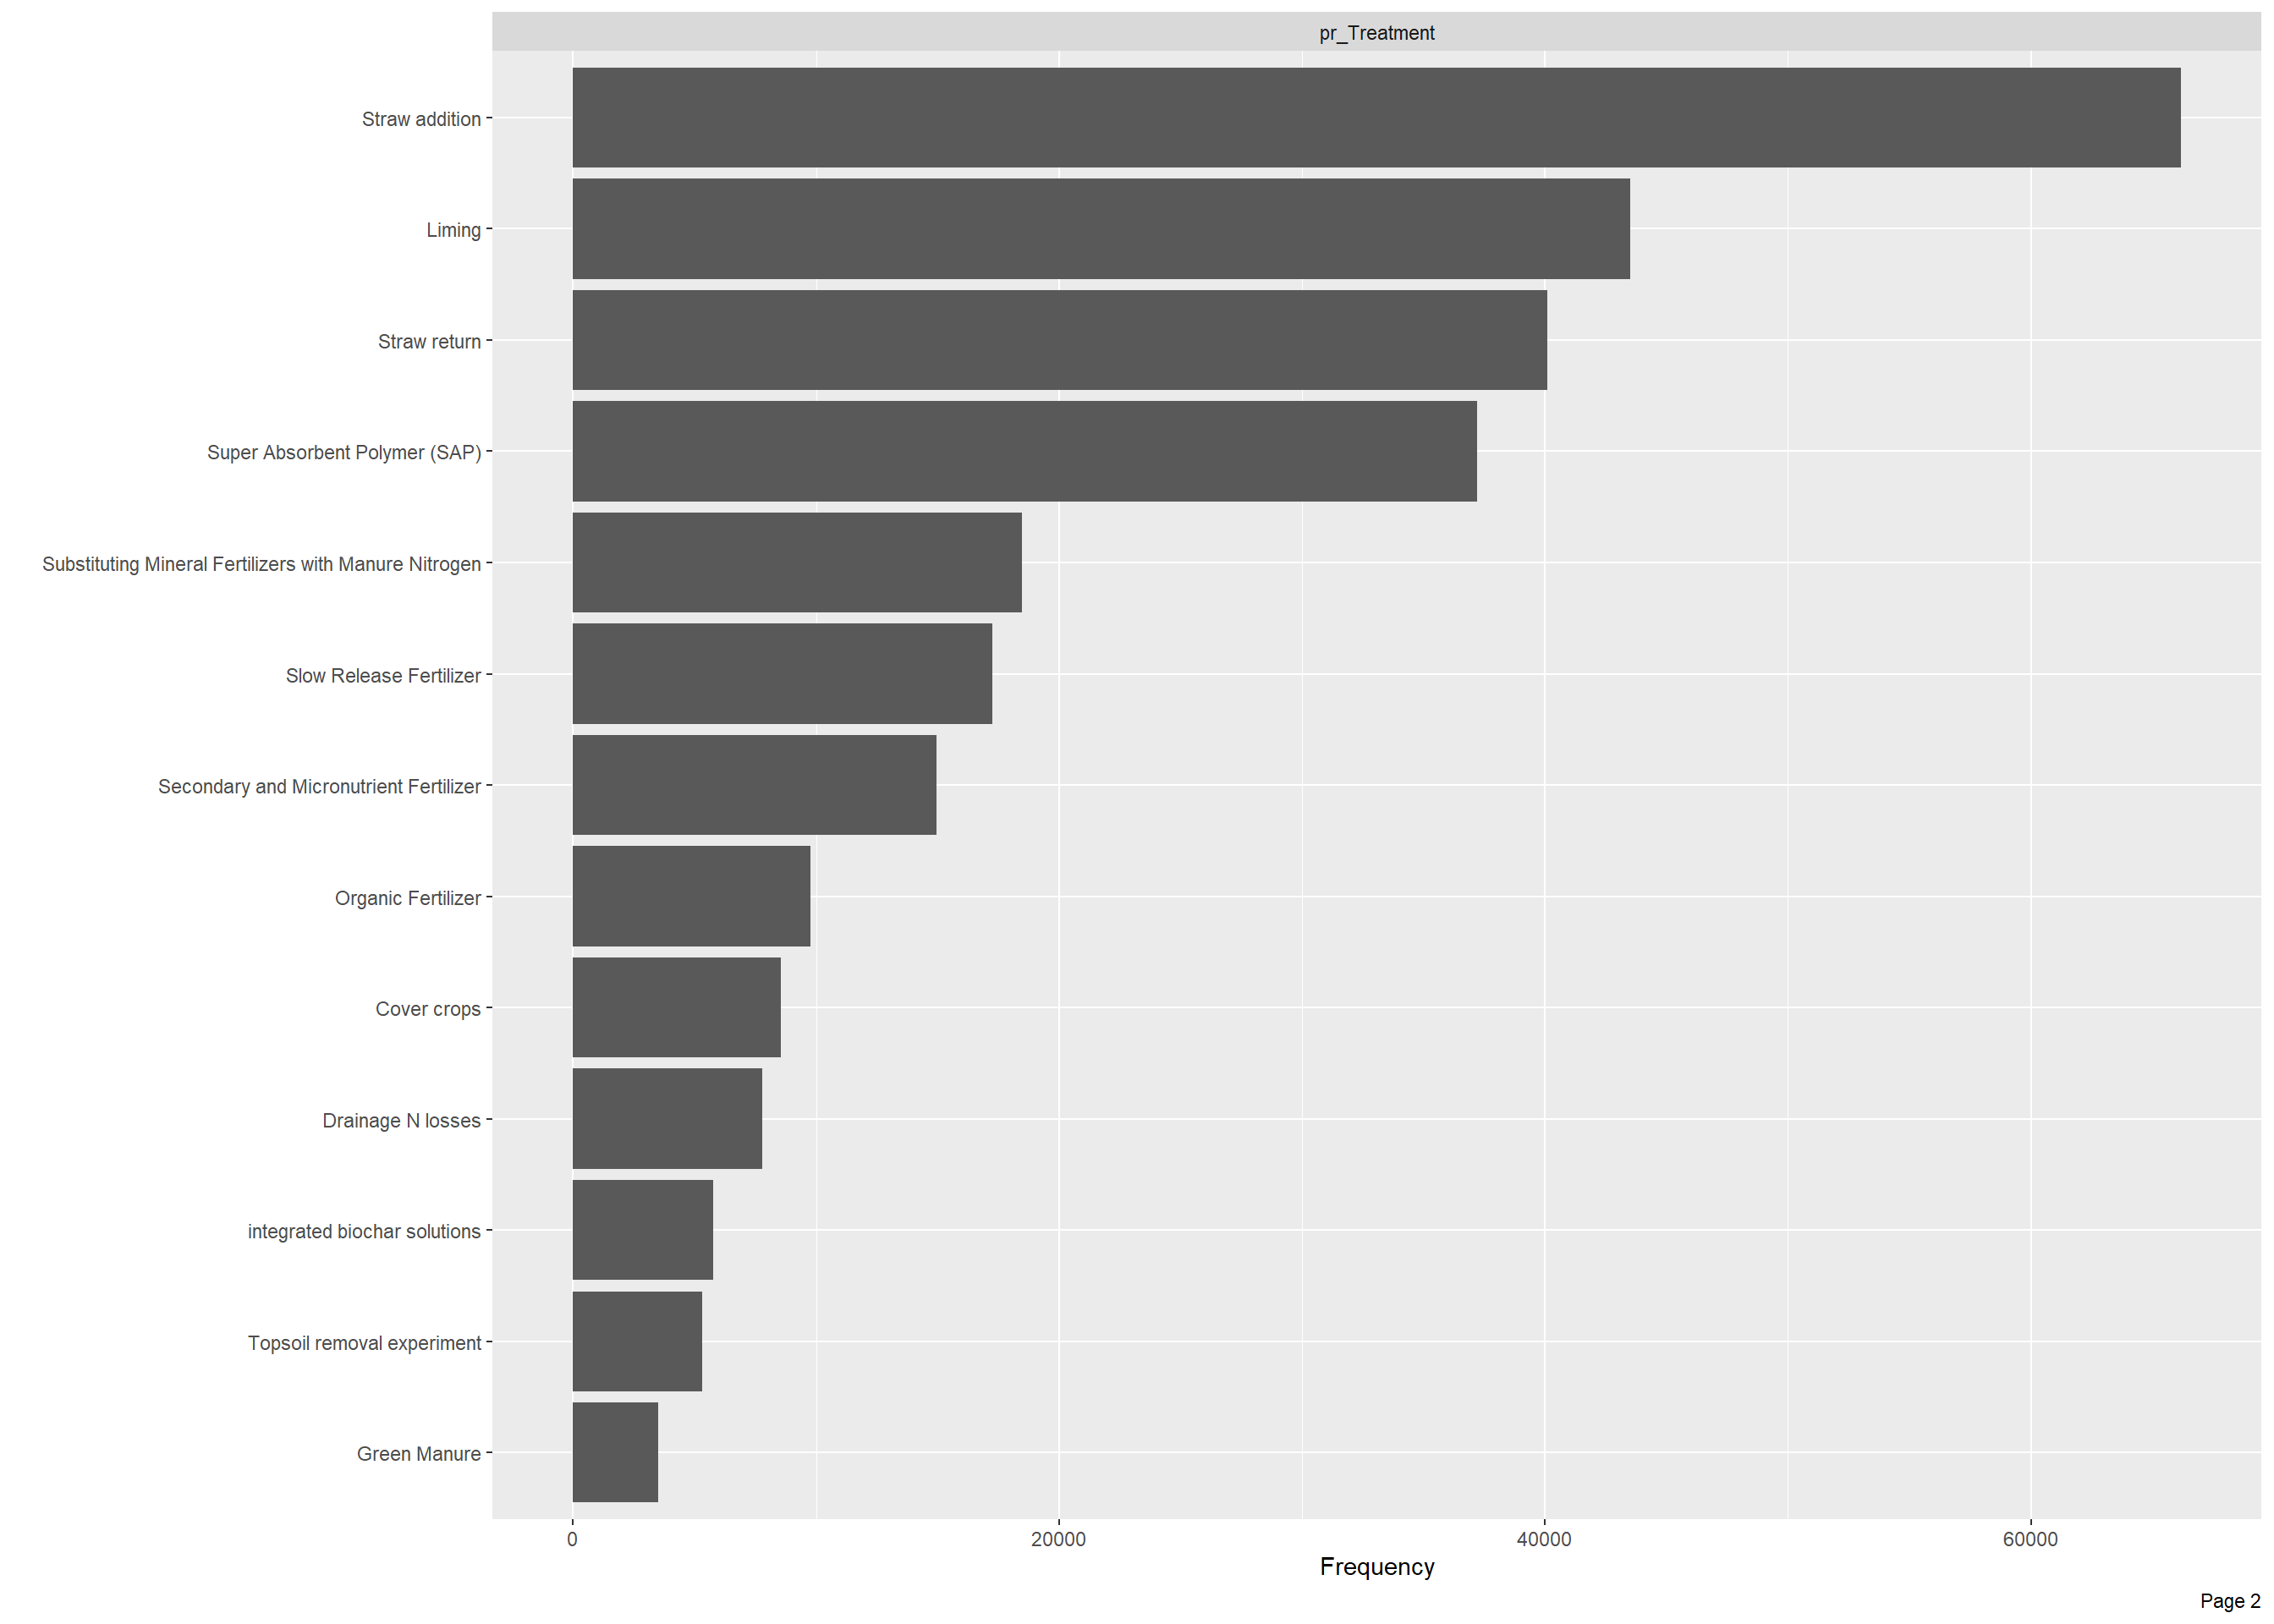 pr_Treatment
Straw addition
Liming
Straw return
Super Absorbent Polymer (SAP)
Substituting Mineral Fertilizers with Manure Nitrogen
Slow Release Fertilizer
Secondary and Micronutrient Fertilizer
Organic Fertilizer
Cover crops
Drainage N losses
integrated biochar solutions
Topsoil removal experiment
Green Manure
0 20000 40000 60000
Frequency
Page 2